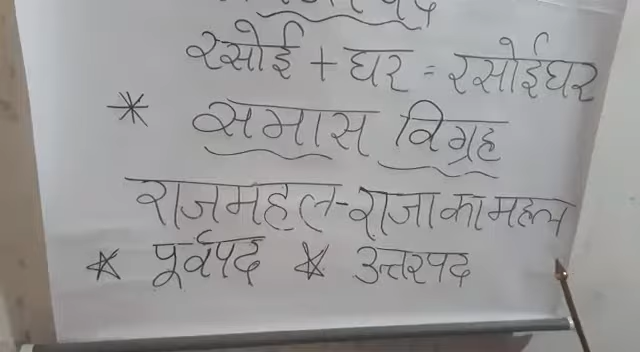 रसोई + घर = रसोईघर
* समास विग्रह
राजमहल - राजा का महल
* पूर्वपद * उत्तरपद